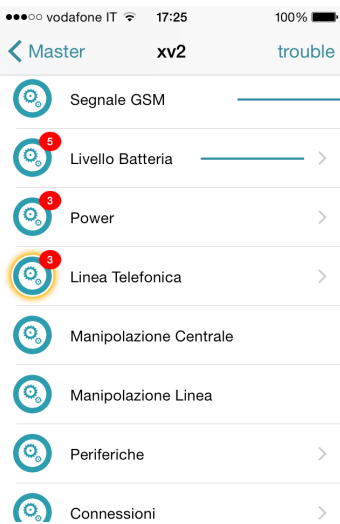 vodafone IT 17:25 100%
Master xv2 trouble
Segnale GSM
5
Livello Batteria
3
Power
3
Linea Telefonica
Manipolazione Centrale
Manipolazione Linea
Periferiche
Connessioni